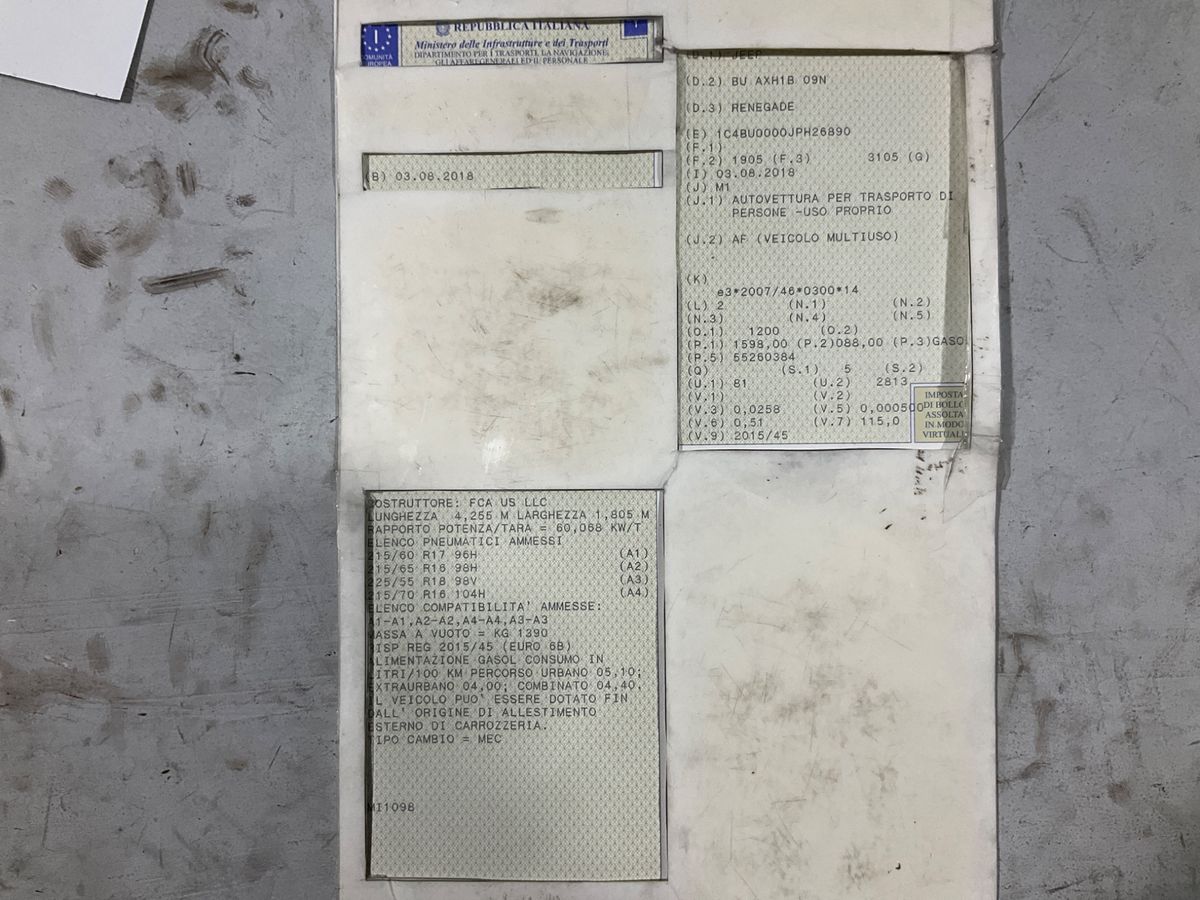 REPUBBLICA ITALIANA
Ministero delle Infrastrutture e dei Trasporti
DIPARTIMENTO PER I TRASPORTI, LA NAVIGAZIONE,
GLI AFFARI GENERALI ED IL PERSONALE
I
OMUNITÀ
UROPEA
(B) 03.08.2018
(D.1) JEEP
(D.2) BU AXH1B 09N
(D.3) RENEGADE
(E) 1C4BU0000JPH26890
(F.1)
(F.2) 1905 (F.3) 3105 (G)
(I) 03.08.2018
(J) M1
(J.1) AUTOVETTURA PER TRASPORTO DI
PERSONE -USO PROPRIO
(J.2) AF (VEICOLO MULTIUSO)
(K)
e3*2007/46*0300*14
(L) 2 (N.1) (N.2)
(N.3) (N.4) (N.5)
(O.1) 1200 (O.2)
(P.1) 1598,00 (P.2)088,00 (P.3)GASO
(P.5) 55260384
(Q) (S.1) 5 (S.2)
(U.1) 81 (U.2) 2813
(V.1) (V.2)
(V.3) 0,0258 (V.5) 0,000500
(V.6) 0,51 (V.7) 115,0
(V.9) 2015/45
IMPOSTA
DI BOLLO
ASSOLTA
IN MODO
VIRTUALE
COSTRUTTORE: FCA US LLC
LUNGHEZZA 4,255 M LARGHEZZA 1,805 M
RAPPORTO POTENZA/TARA = 60,068 KW/T
ELENCO PNEUMATICI AMMESSI
215/60 R17 96H (A1)
215/65 R16 98H (A2)
225/55 R18 98V (A3)
215/70 R16 104H (A4)
ELENCO COMPATIBILITA' AMMESSE:
A1-A1,A2-A2,A4-A4,A3-A3
MASSA A VUOTO = KG 1390
RISP REG 2015/45 (EURO 6B)
ALIMENTAZIONE GASOL CONSUMO IN
LITRI/100 KM PERCORSO URBANO 05,10;
EXTRAURBANO 04,00; COMBINATO 04,40.
IL VEICOLO PUO' ESSERE DOTATO FIN
DALL' ORIGINE DI ALLESTIMENTO
ESTERNO DI CARROZZERIA.
TIPO CAMBIO = MEC
MI1098